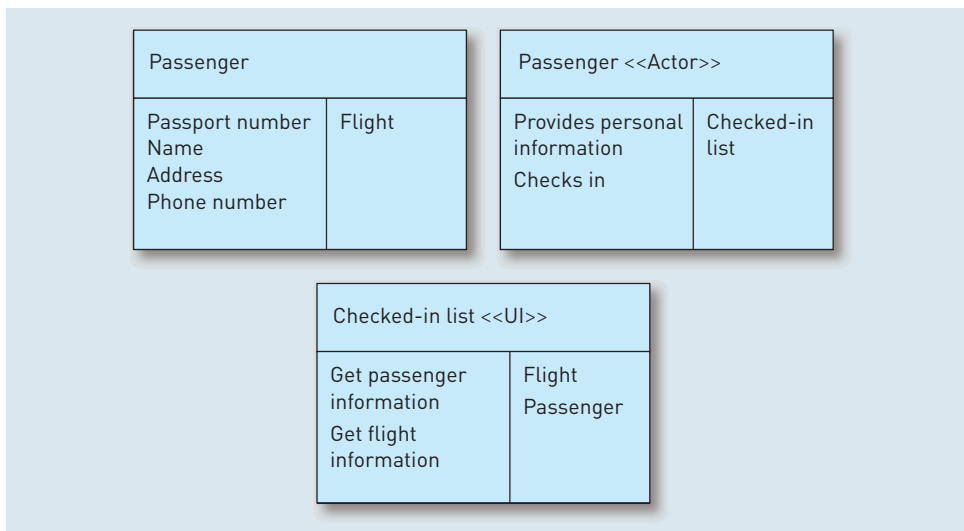 Passenger
Passport number
Name
Address
Phone number
Flight
Passenger <<Actor>>
Provides personal
information
Checks in
Checked-in
list
Checked-in list <<UI>>
Get passenger
information
Get flight
information
Flight
Passenger